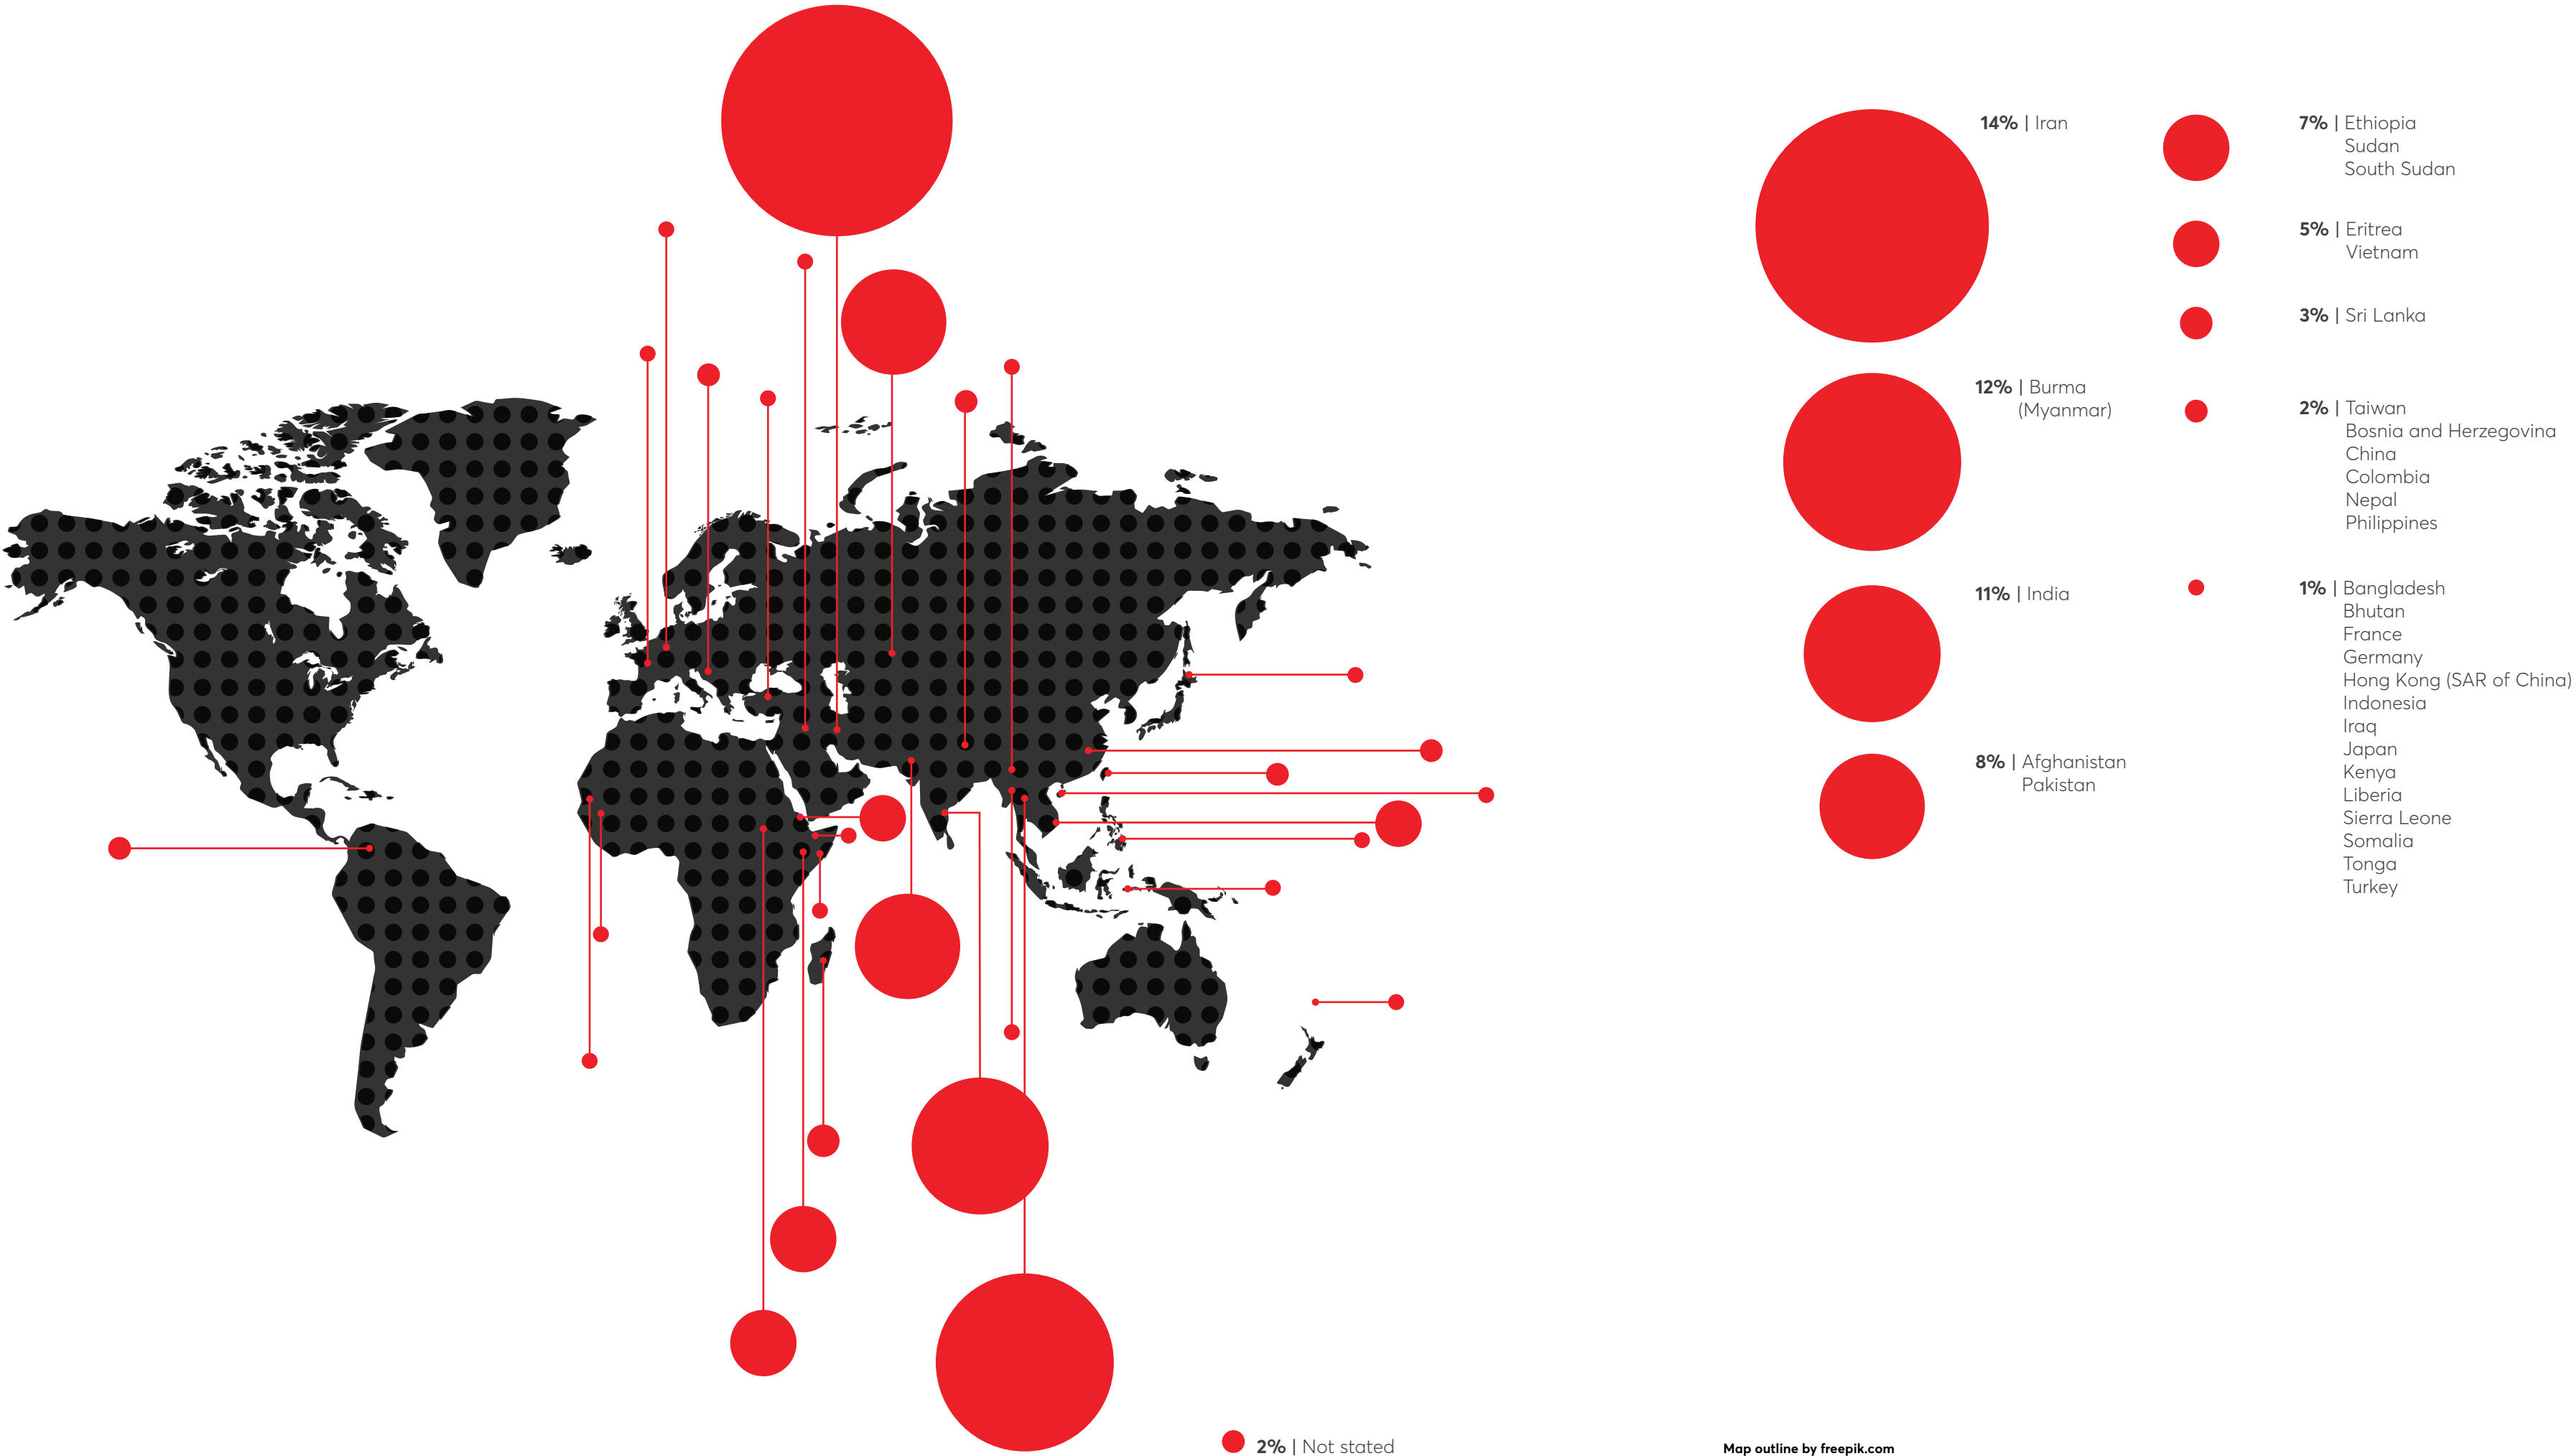 14% | Iran
12% | Burma
(Myanmar)
11% | India
8% | Afghanistan
Pakistan
7% | Ethiopia
Sudan
South Sudan
5% | Eritrea
Vietnam
3% | Sri Lanka
2% | Taiwan
Bosnia and Herzegovina
China
Colombia
Nepal
Philippines
1% | Bangladesh
Bhutan
France
Germany
Hong Kong (SAR of China)
Indonesia
Iraq
Japan
Kenya
Liberia
Sierra Leone
Somalia
Tonga
Turkey
2% | Not stated
Map outline by freepik.com